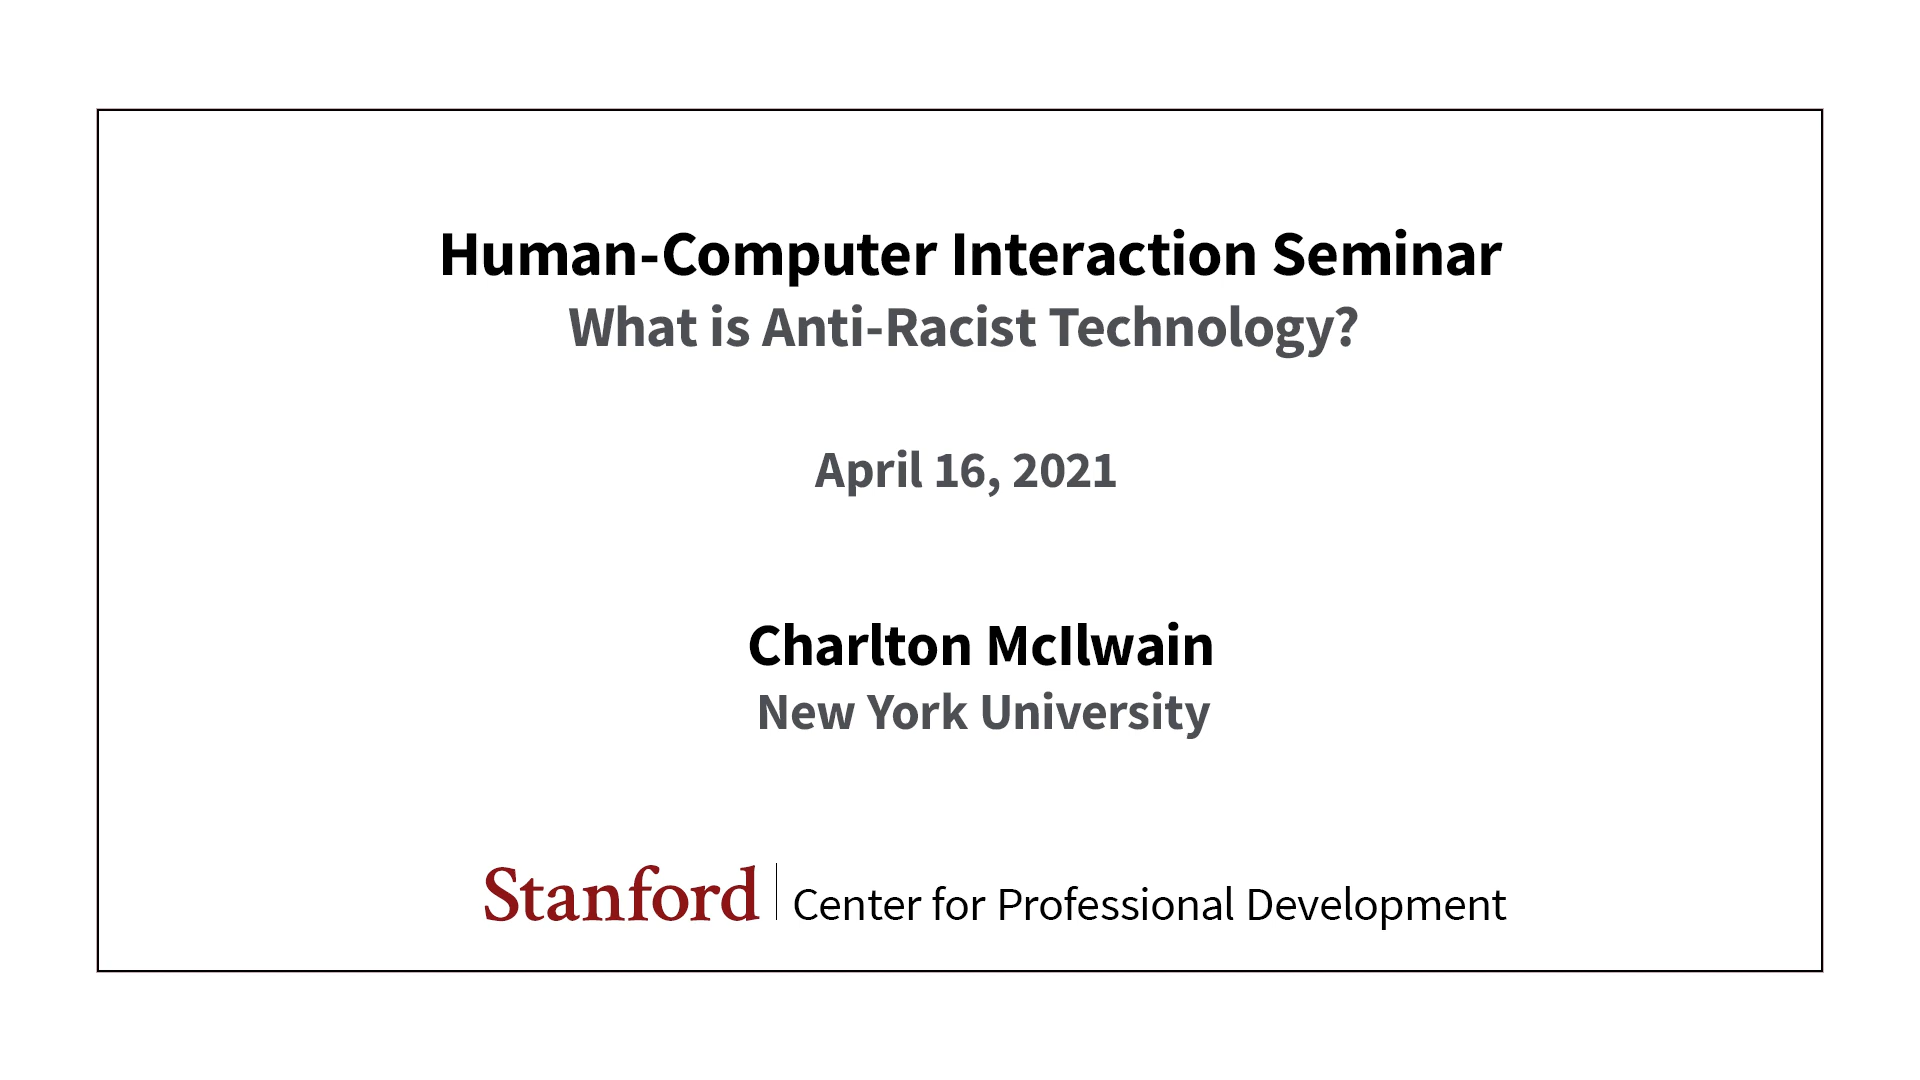 Human-Computer Interaction Seminar
What is Anti-Racist Technology?
April 16, 2021
Charlton McIlwain
New York University
Stanford | Center for Professional Development